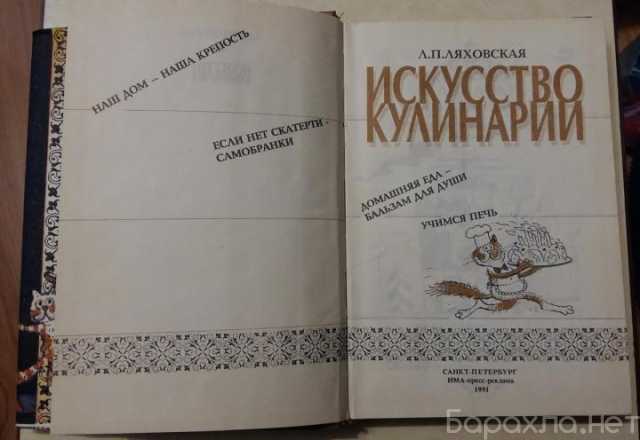 НАШ ДОМ – НАША КРЕПОСТЬ
ЕСЛИ НЕТ СКАТЕРТИ -
САМОБРАНКИ
Л.П.ЛЯХОВСКАЯ
ИСКУССТВО
КУЛИНАРИИ
ДОМАШНЯЯ ЕДА –
БАЛЬЗАМ ДЛЯ ДУШИ
УЧИМСЯ ПЕЧЬ
САНКТ-ПЕТЕРБУРГ
ИМА-пресс-реклама
1991
Барахла.нет